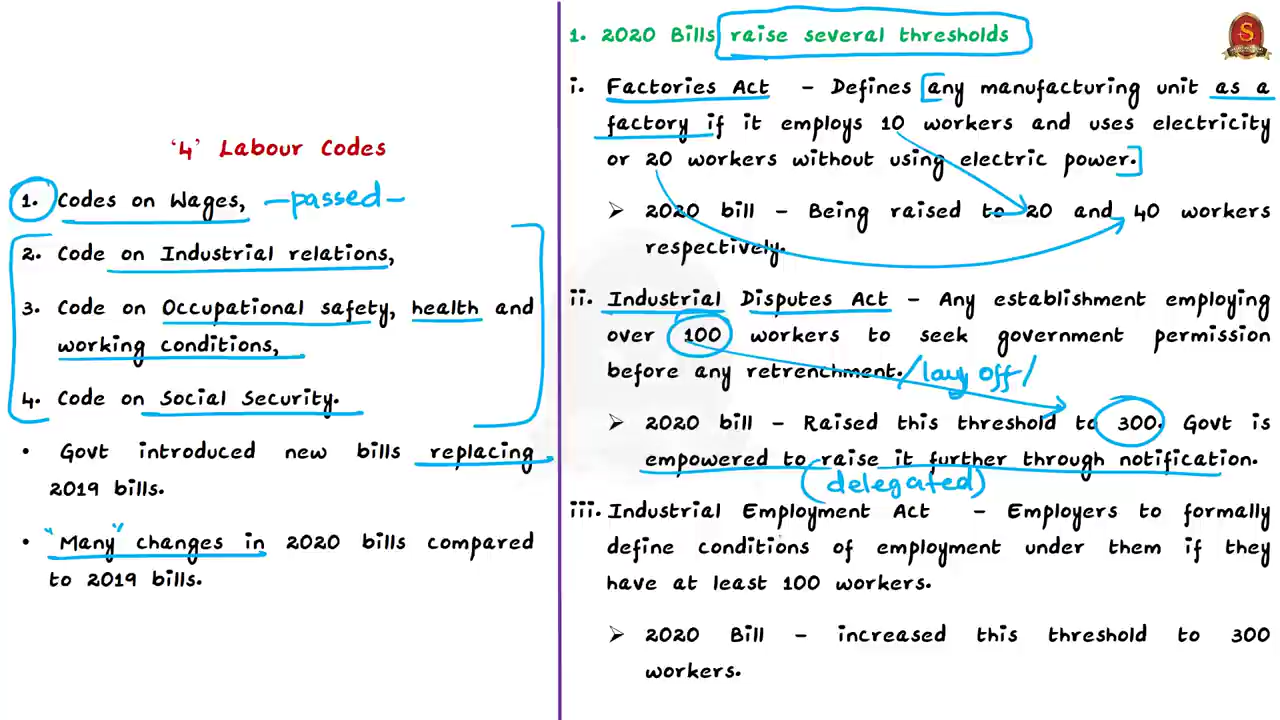 '4' Labour Codes
1. Codes on Wages, -passed-
2. Code on Industrial relations,
3. Code on Occupational safety, health and
working conditions,
4. Code on Social Security.
• Govt introduced new bills replacing
2019 bills.
• "Many" changes in 2020 bills compared
to 2019 bills.
1. 2020 Bills raise several thresholds
S
i. Factories Act - Defines [any manufacturing unit as a
factory if it employs 10 workers and uses electricity
or 20 workers without using electric power.]
➢ 2020 bill - Being raised to 20 and 40 workers
respectively.
ii. Industrial Disputes Act - Any establishment employing
over 100 workers to seek government permission
before any retrenchment. /lay off/
➢ 2020 bill - Raised this threshold to 300. Govt is
empowered to raise it further through notification.
(delegated)
iii. Industrial Employment Act - Employers to formally
define conditions of employment under them if they
have at least 100 workers.
➢ 2020 Bill - increased this threshold to 300
workers.